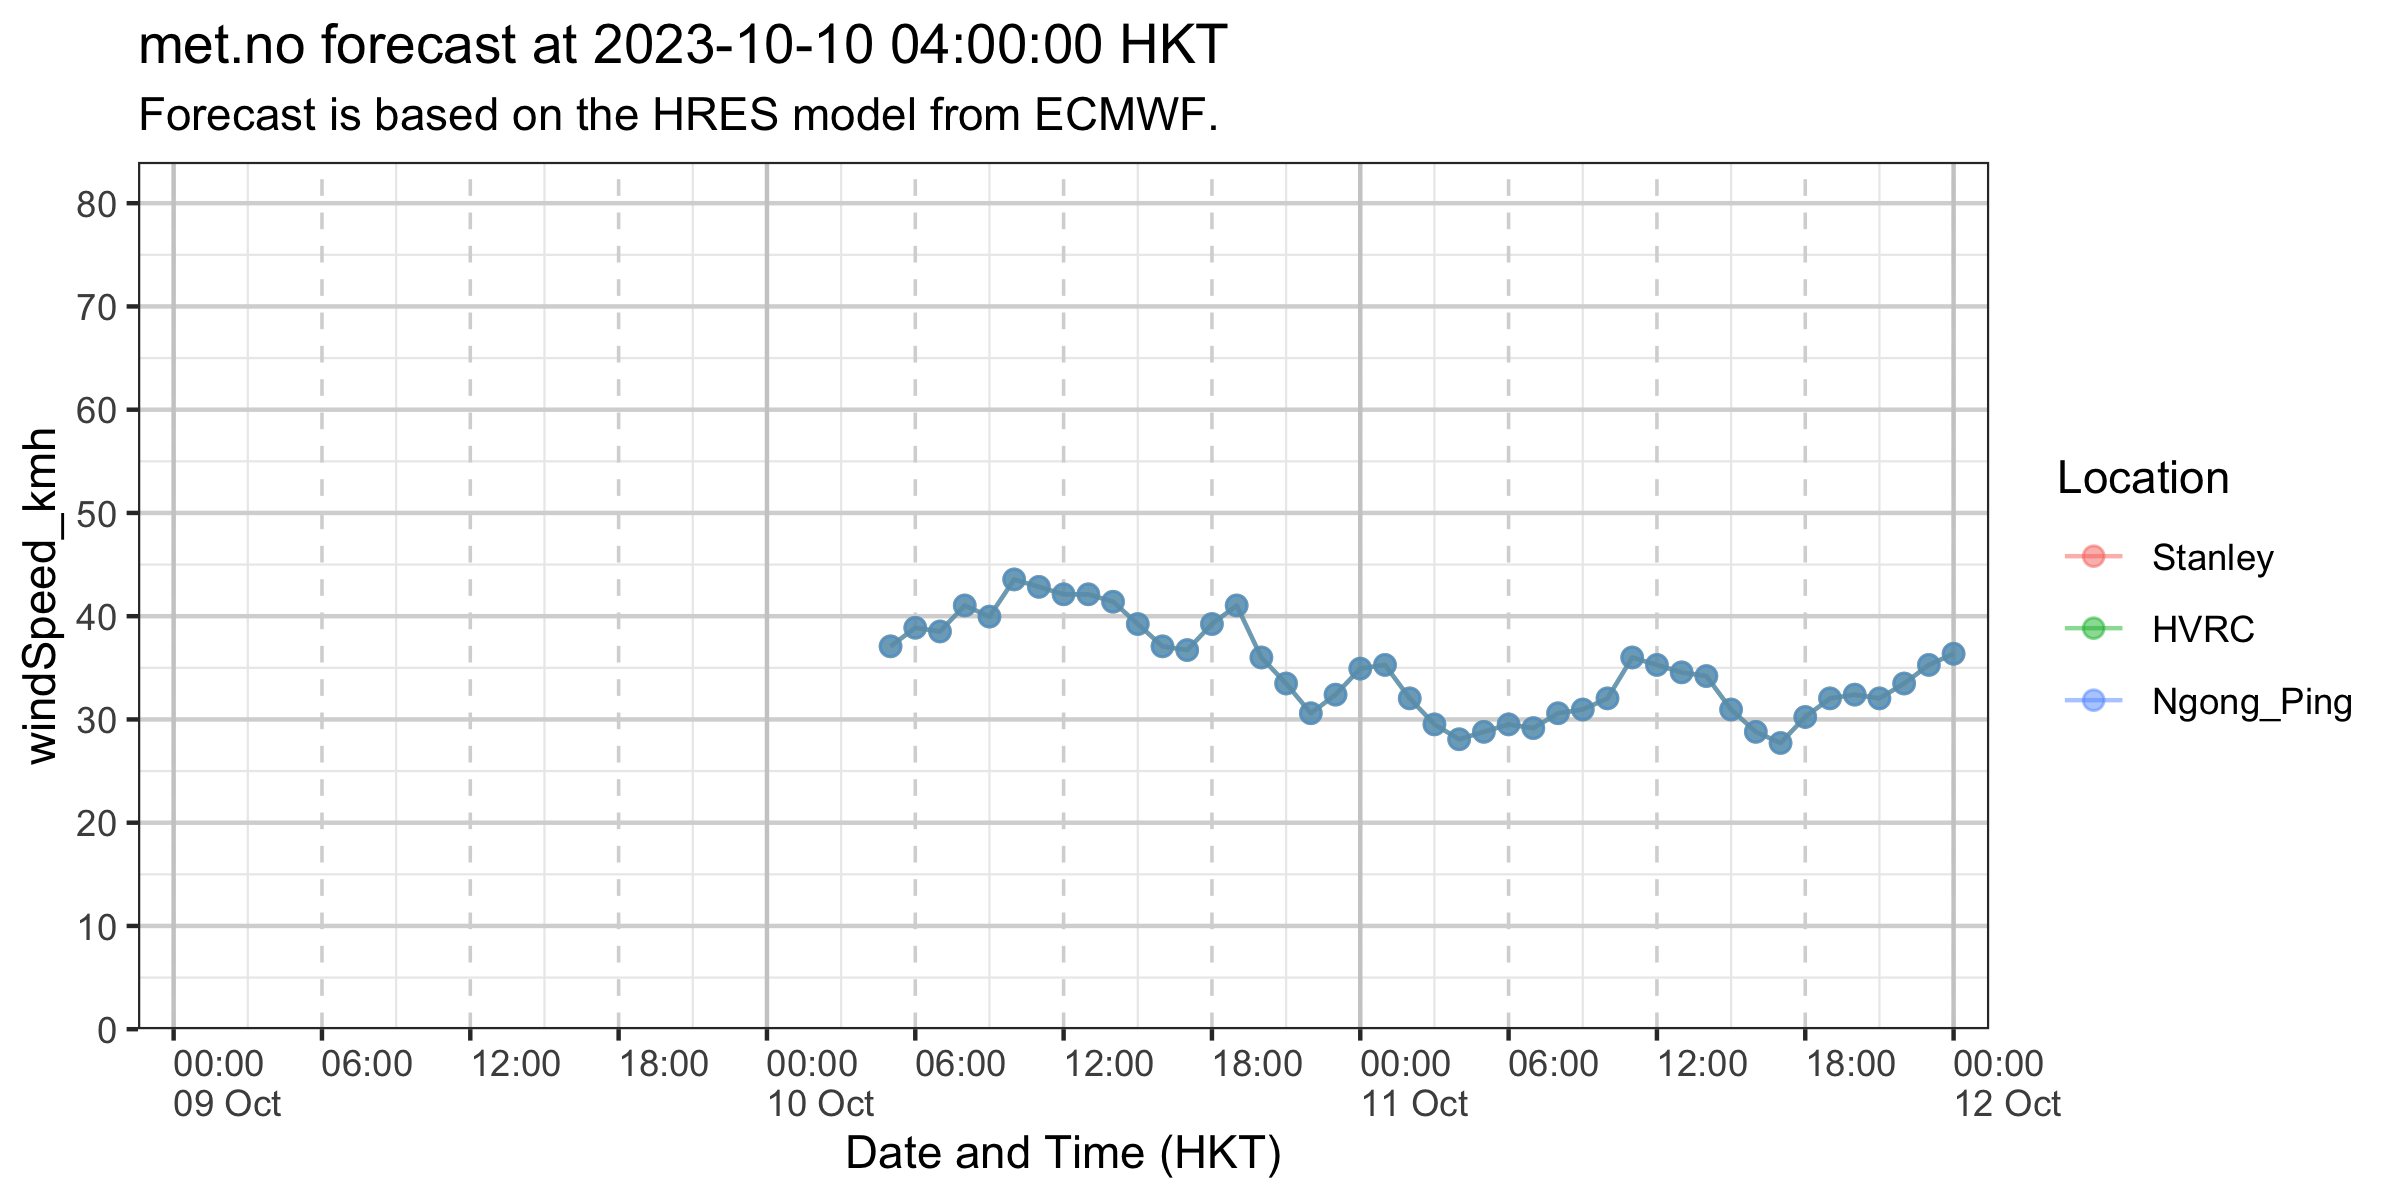 met.no forecast at 2023-10-10 04:00:00 HKT
Forecast is based on the HRES model from ECMWF.
windSpeed_kmh
80
70
60
50
40
30
20
10
0
00:00 06:00 12:00 18:00 00:00 06:00 12:00 18:00 00:00 06:00 12:00 18:00 00:00
09 Oct 10 Oct 11 Oct 12 Oct
Date and Time (HKT)
Location
Stanley
HVRC
Ngong_Ping